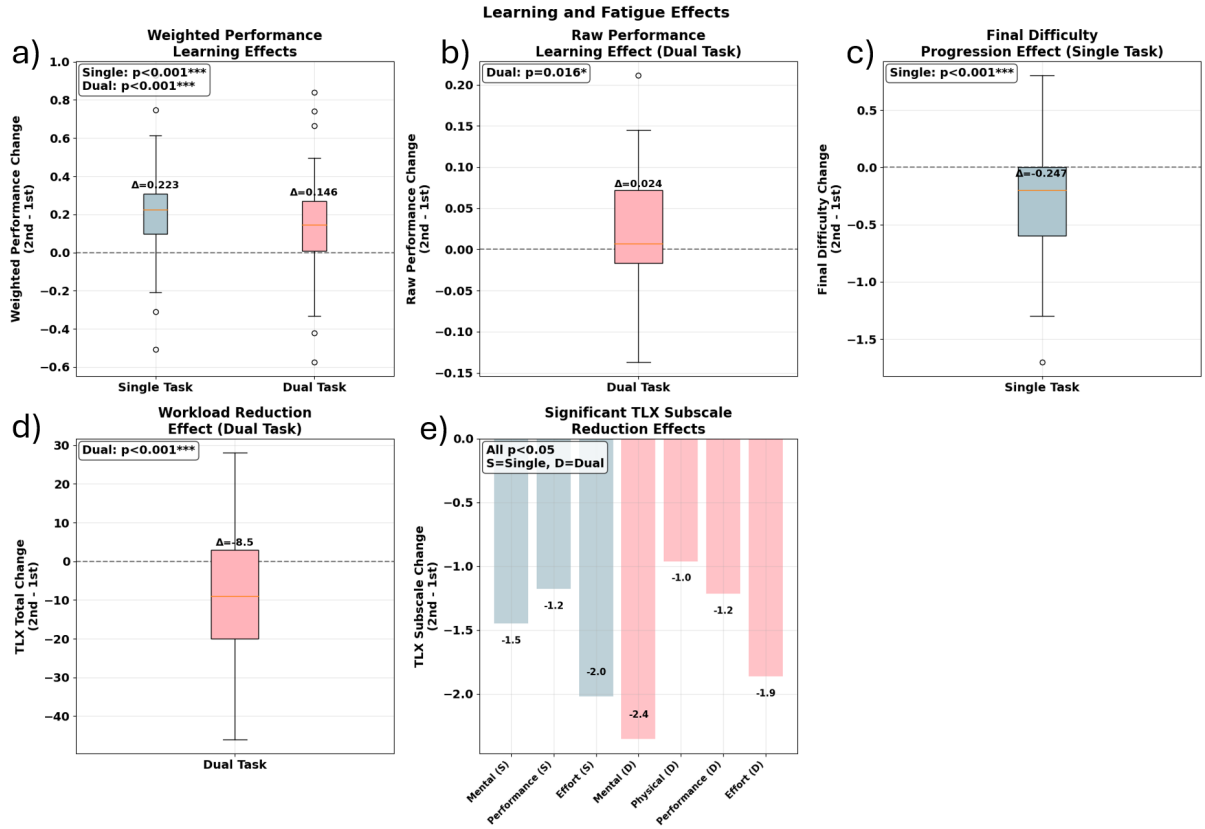 Learning and Fatigue Effects
a)
Weighted Performance
Learning Effects
Single: p<0.001***
Dual: p<0.001***
Weighted Performance Change
(2nd - 1st)
1.0
0.8
0.6
0.4
0.2
0.0
−0.2
−0.4
−0.6
Δ=0.223
Δ=0.146
Single Task
Dual Task
b)
Raw Performance
Learning Effect (Dual Task)
Dual: p=0.016*
Raw Performance Change
(2nd - 1st)
0.20
0.15
0.10
0.05
0.00
−0.05
−0.10
−0.15
Δ=0.024
Dual Task
c)
Final Difficulty
Progression Effect (Single Task)
Single: p<0.001***
Final Difficulty Change
(2nd - 1st)
0.5
0.0
−0.5
−1.0
−1.5
Δ=-0.247
Single Task
d)
Workload Reduction
Effect (Dual Task)
Dual: p<0.001***
TLX Total Change
(2nd - 1st)
30
20
10
0
−10
−20
−30
−40
Δ=-8.5
Dual Task
e)
Significant TLX Subscale
Reduction Effects
All p<0.05
S=Single, D=Dual
TLX Subscale Change
(2nd - 1st)
0.0
−0.5
−1.0
−1.5
−2.0
-1.5
-1.2
-2.0
-2.4
-1.0
-1.2
-1.9
Mental (S)
Performance (S)
Effort (S)
Mental (D)
Physical (D)
Performance (D)
Effort (D)